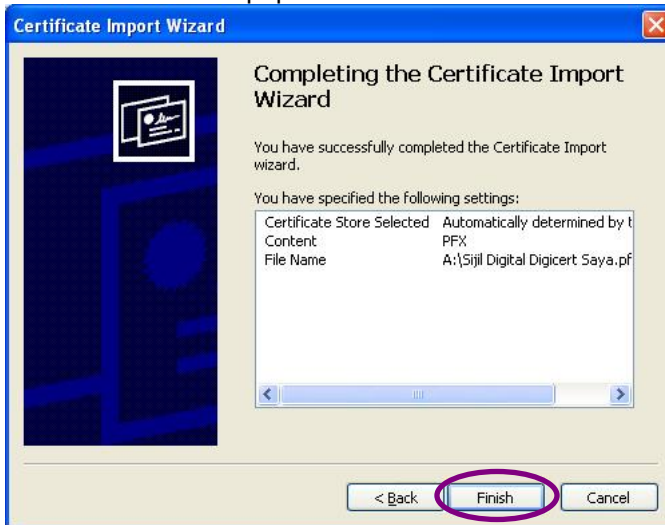 Certificate Import Wizard
Completing the Certificate Import
Wizard
You have successfully completed the Certificate Import
wizard.
You have specified the following settings:
Certificate Store Selected Automatically determined by t
Content PFX
File Name A:\Sijil Digital Digicert Saya.pf
< Back Finish Cancel